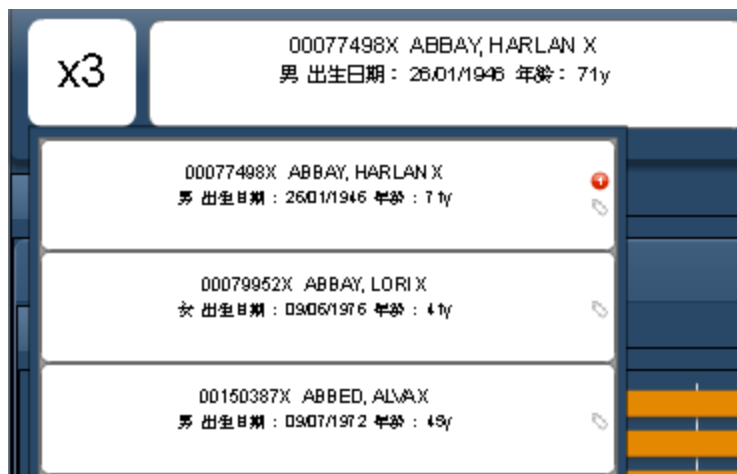 x3
00077498X ABBAY, HARLAN X
男 出生日期： 26/01/1946 年龄： 71y
00077498X ABBAY, HARLAN X
男 出生日期： 26/01/1946 年龄： 71y
00079952X ABBAY, LORI X
女 出生日期： 09/06/1976 年龄： 41y
00150387X ABBED, ALVA X
男 出生日期： 09/07/1972 年龄：